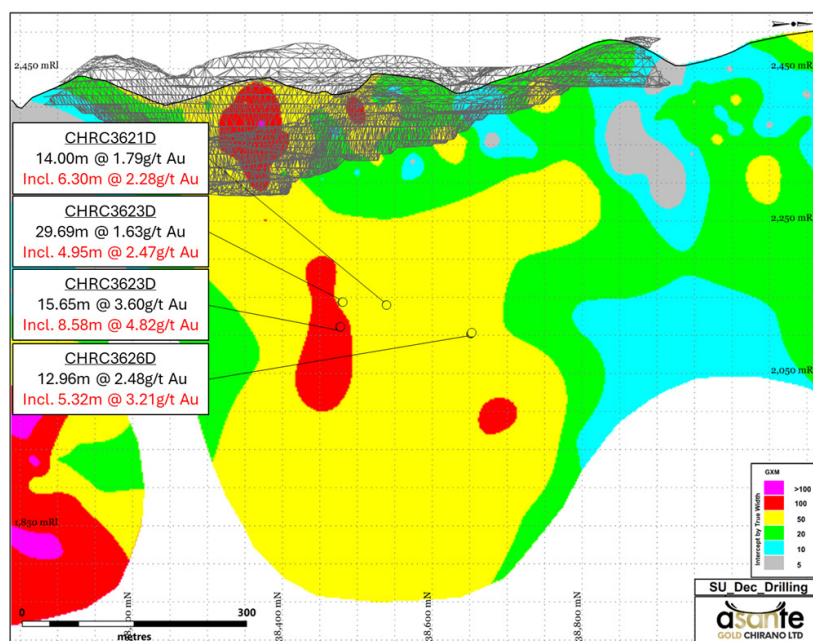 2,450 mRl
2,450 mRl
CHRC3621D
14.00m @ 1.79g/t Au
Incl. 6.30m @ 2.28g/t Au
CHRC3623D
29.69m @ 1.63g/t Au
Incl. 4.95m @ 2.47g/t Au
2,250 mRl
CHRC3623D
15.65m @ 3.60g/t Au
Incl. 8.58m @ 4.82g/t Au
CHRC3626D
12.96m @ 2.48g/t Au
Incl. 5.32m @ 3.21g/t Au
2,050 mRl
1,850 mRl
GXM
Intercept by True Width
>100
100
50
20
10
5
SU_Dec_Drilling
asante
GOLD CHIRANO LTD
0
300
metres
38,400 mN
38,600 mN
38,800 mN